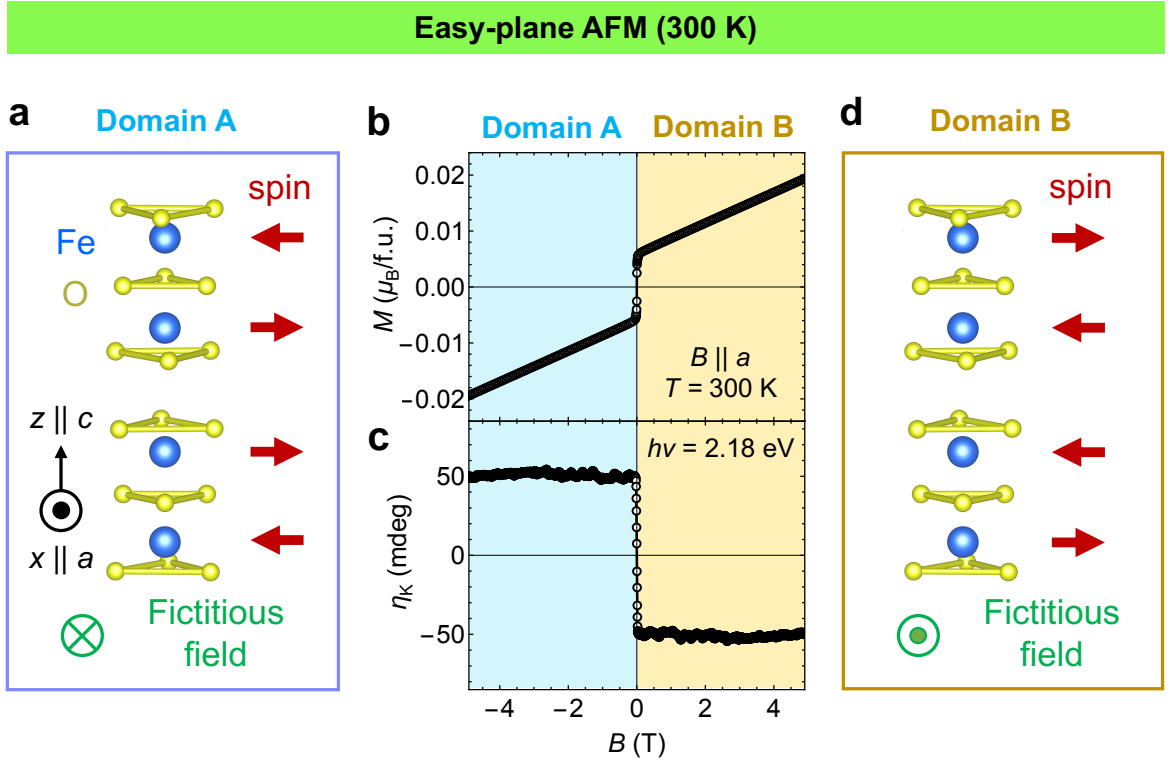 Easy-plane AFM (300 K)
a
Domain A
spin
Fe
O
z || c
x || a
Fictitious
field
b
Domain A
Domain B
0.02
0.01
0.00
−0.01
−0.02
M (μB/f.u.)
B || a
T = 300 K
c
hν = 2.18 eV
50
0
−50
ηK (mdeg)
−4
−2
0
2
4
B (T)
d
Domain B
spin
Fictitious
field